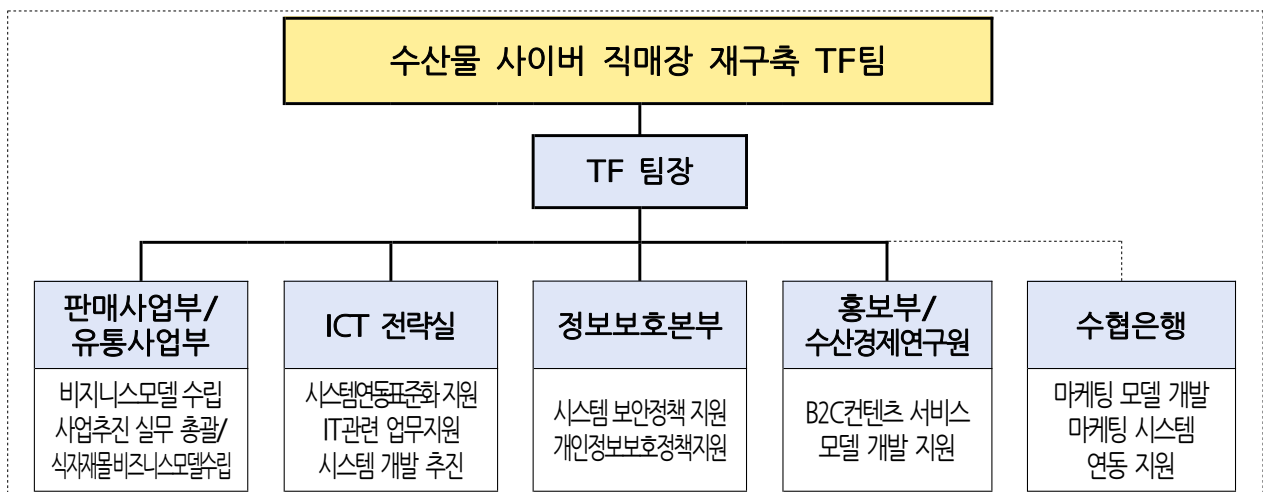 수산물 사이버 직매장 재구축 TF팀
TF 팀장
판매사업부/
유통사업부
비지니스모델 수립
사업추진 실무 총괄/
식자재몰비즈니스모델수립
ICT 전략실
시스템연동표준화 지원
IT관련 업무지원
시스템 개발 추진
정보보호본부
시스템 보안정책 지원
개인정보보호정책지원
홍보부/
수산경제연구원
B2C컨텐츠 서비스
모델 개발 지원
수협은행
마케팅 모델 개발
마케팅 시스템
연동 지원